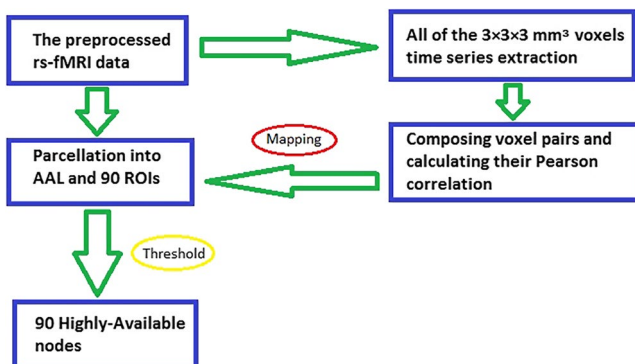 The preprocessed
rs-fMRI data
All of the 3×3×3 mm³ voxels
time series extraction
Mapping
Composing voxel pairs and
calculating their Pearson
correlation
Parcellation into
AAL and 90 ROIs
Threshold
90 Highly-Available
nodes